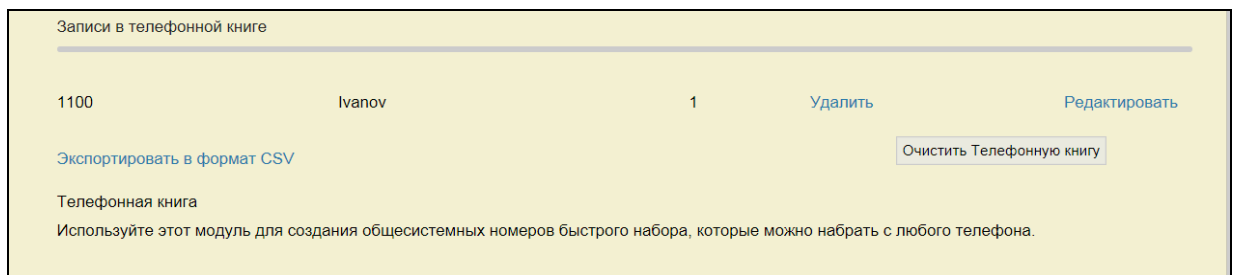 Записи в телефонной книге
1100 Ivanov 1 Удалить Редактировать
Экспортировать в формат CSV Очистить Телефонную книгу
Телефонная книга
Используйте этот модуль для создания общесистемных номеров быстрого набора, которые можно набрать с любого телефона.